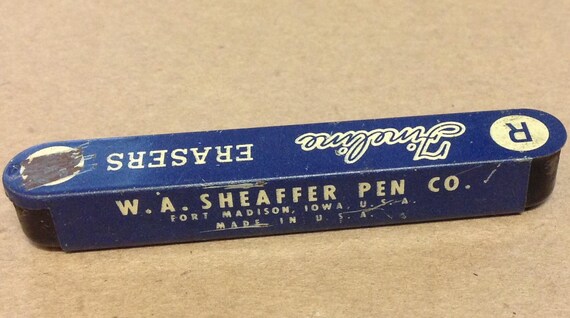 R
Fineline
ERASERS
W. A. SHEAFFER PEN CO.
FORT MADISON, IOWA, U.S.A.
MADE IN U.S.A.